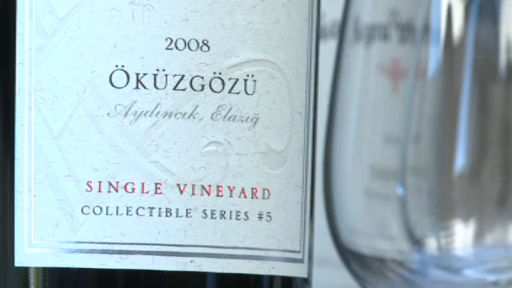 2008
ÖKÜZGÖZÜ
Aydıncık, Elazığ
SINGLE VINEYARD
COLLECTIBLE SERIES #5